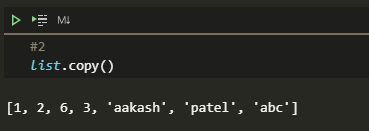 M↓
#2
list.copy()
[1, 2, 6, 3, 'aakash', 'patel', 'abc']